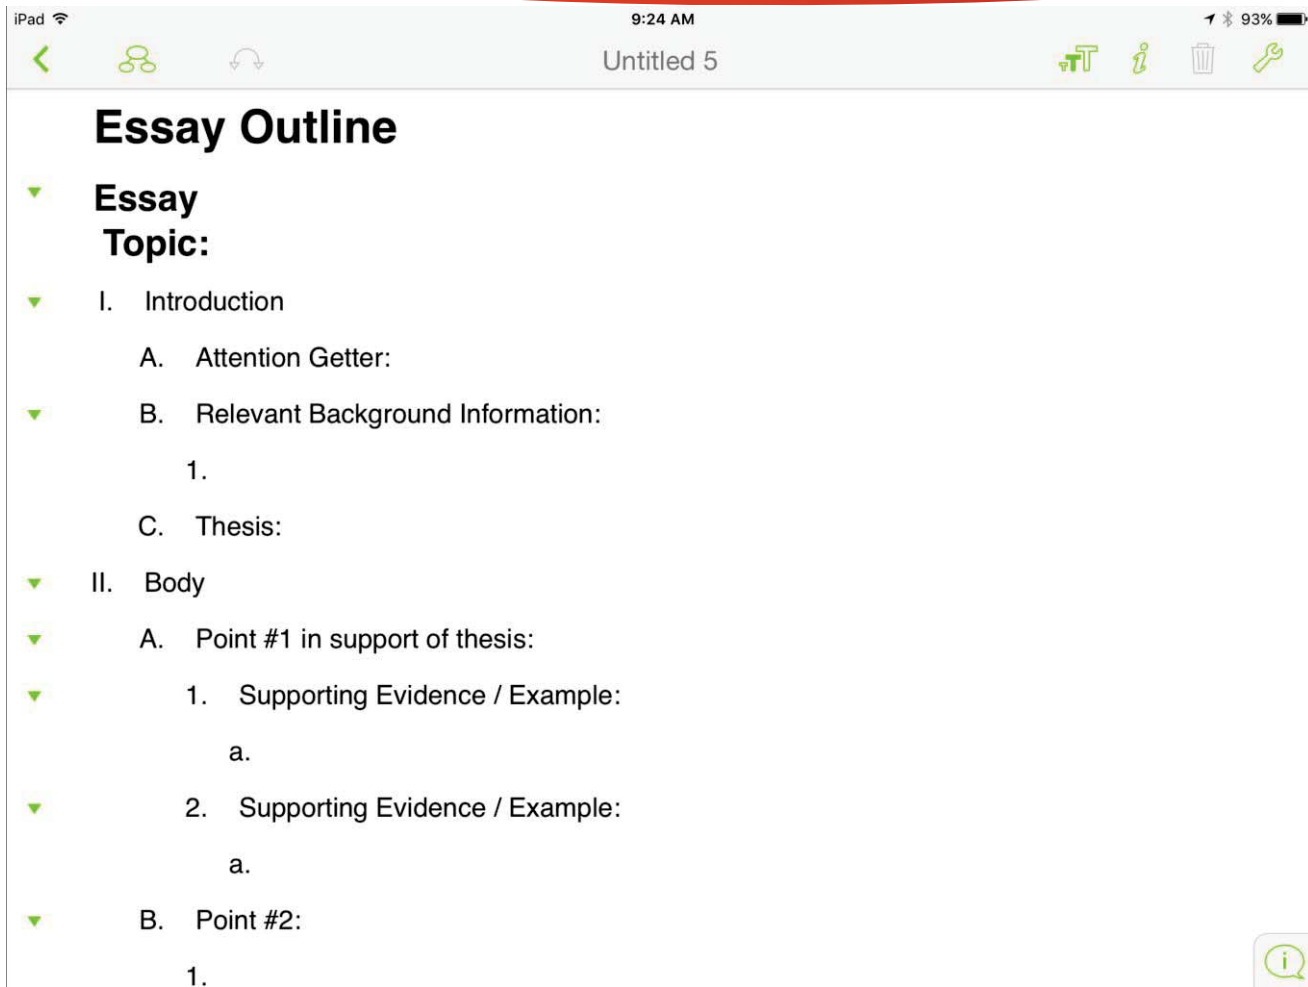 iPad 9:24 AM 93%
Untitled 5 TTT i
Essay Outline
Essay
Topic:
I. Introduction
A. Attention Getter:
B. Relevant Background Information:
1.
C. Thesis:
II. Body
A. Point #1 in support of thesis:
1. Supporting Evidence / Example:
a.
2. Supporting Evidence / Example:
a.
B. Point #2:
1.
i